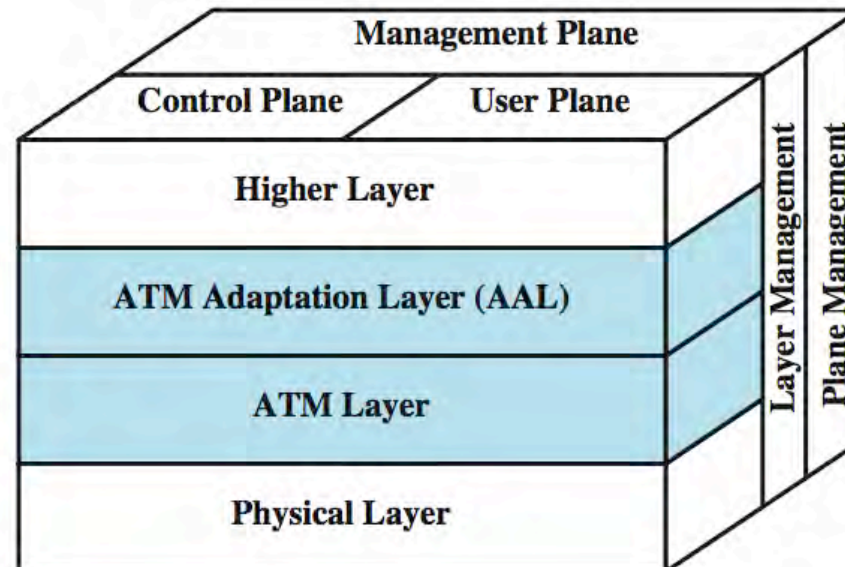 Management Plane
Control Plane
User Plane
Higher Layer
ATM Adaptation Layer (AAL)
ATM Layer
Physical Layer
Layer Management
Plane Management